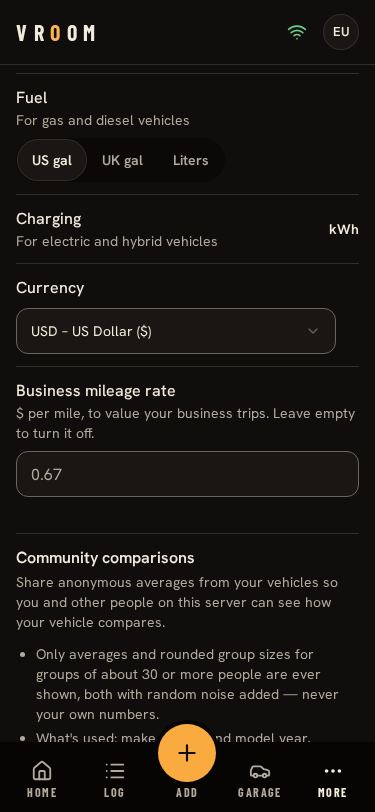 VROOM
EU
Fuel
For gas and diesel vehicles
US gal
UK gal
Liters
Charging
For electric and hybrid vehicles
kWh
Currency
USD – US Dollar ($)
Business mileage rate
$ per mile, to value your business trips. Leave empty
to turn it off.
0.67
Community comparisons
Share anonymous averages from your vehicles so
you and other people on this server can see how
your vehicle compares.
• Only averages and rounded group sizes for
groups of about 30 or more people are ever
shown, both with random noise added — never
your own numbers.
• What's used: make nd model year,
HOME
LOG
ADD
GARAGE
MORE